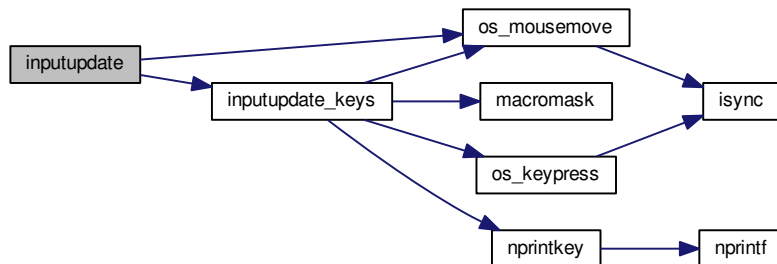 inputupdate
os_mousemove
inputupdate_keys
macromask
isync
os_keypress
nprintkey
nprintf